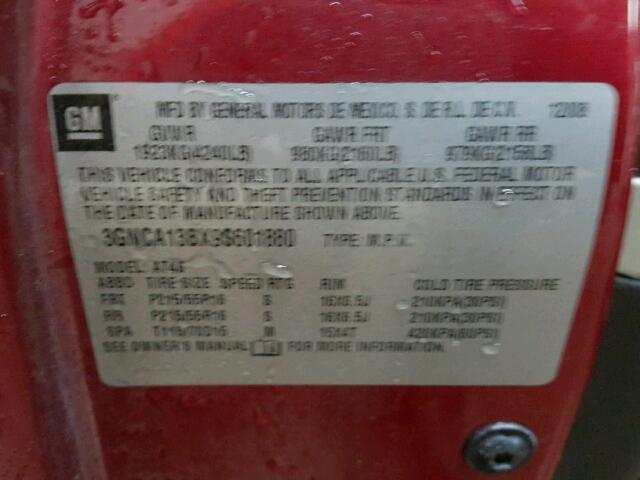 GM
MFD BY GENERAL MOTORS DE MEXICO, S. DE R.L. DE C.V. 12/08
GVWR GAWR FRT GAWR RR
1923KG(4240LB) 980KG(2160LB) 979KG(2158LB)
THIS VEHICLE CONFORMS TO ALL APPLICABLE U.S. FEDERAL MOTOR
VEHICLE SAFETY AND THEFT PREVENTION STANDARDS IN EFFECT ON
THE DATE OF MANUFACTURE SHOWN ABOVE.
3GNCA13BX9S601880 TYPE: M.P.V.
MODEL: AT46
TIRE SIZE SPEED RTG RIM COLD TIRE PRESSURE
FRT P215/55R16 S 16X6.5J 210KPA(30PSI)
RR P215/55R16 S 16X6.5J 210KPA(30PSI)
SPA T115/70D16 M 420KPA(60PSI)
SEE OWNER'S MANUAL FOR MORE INFORMATION.